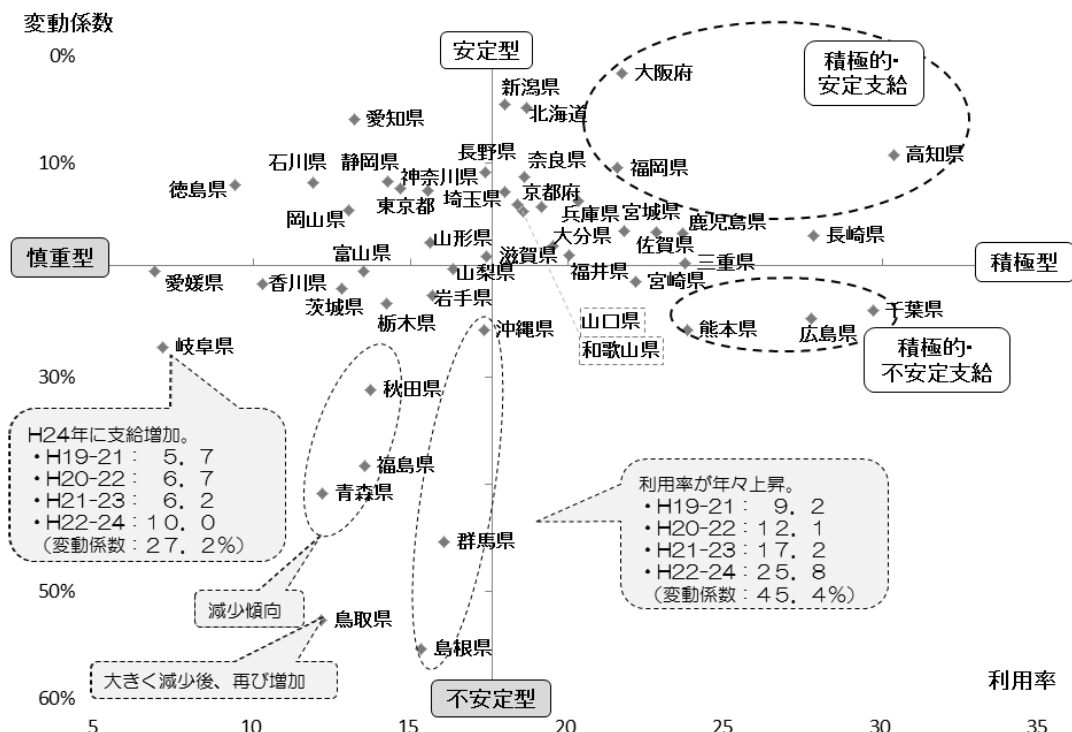 変動係数
0%
安定型
積極的・
安定支給
大阪府
新潟県
北海道
愛知県
10%
長野県
奈良県
福岡県
高知県
石川県
静岡県
神奈川県
徳島県
東京都
埼玉県
京都府
岡山県
兵庫県
宮城県
鹿児島県
山形県
大分県
佐賀県
長崎県
富山県
滋賀県
慎重型
積極型
山梨県
福井県
三重県
愛媛県
香川県
宮崎県
茨城県
岩手県
栃木県
沖縄県
山口県
和歌山県
熊本県
広島県
千葉県
積極的・
不安定支給
岐阜県
30%
秋田県
H24年に支給増加。
・H19-21： 5．7
・H20-22： 6．7
・H21-23： 6．2
・H22-24：10．0
（変動係数：27．2%）
福島県
青森県
利用率が年々上昇。
・H19-21： 9．2
・H20-22：12．1
・H21-23：17．2
・H22-24：25．8
（変動係数：45．4%）
群馬県
50%
減少傾向
鳥取県
島根県
大きく減少後、再び増加
不安定型
利用率
60%
5
10
15
20
25
30
35